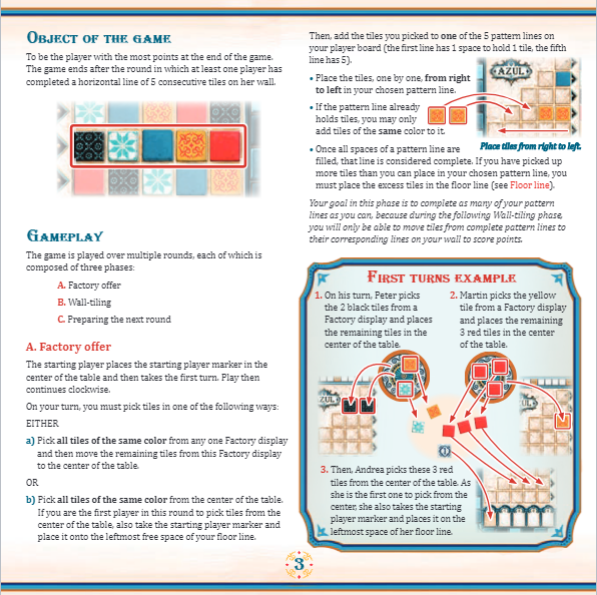 OBJECT OF THE GAME
To be the player with the most points at the end of the game.
The game ends after the round in which at least one player has
completed a horizontal line of 5 consecutive tiles on her wall.
GAMEPLAY
The game is played over multiple rounds, each of which is
composed of three phases:
A. Factory offer
B. Wall-tiling
C. Preparing the next round
A. Factory offer
The starting player places the starting player marker in the
center of the table and then takes the first turn. Play then
continues clockwise.
On your turn, you must pick tiles in one of the following ways:
EITHER
a) Pick all tiles of the same color from any one Factory display
and then move the remaining tiles from this Factory display
to the center of the table.
OR
b) Pick all tiles of the same color from the center of the table.
If you are the first player in this round to pick tiles from the
center of the table, also take the starting player marker and
place it onto the leftmost free space of your floor line.
Then, add the tiles you picked to one of the 5 pattern lines on
your player board (the first line has 1 space to hold 1 tile, the fifth
line has 5).
• Place the tiles, one by one, from right
to left in your chosen pattern line.
• If the pattern line already
holds tiles, you may only
add tiles of the same color to it.
AZUL
Place tiles from right to left.
• Once all spaces of a pattern line are
filled, that line is considered complete. If you have picked up
more tiles than you can place in your chosen pattern line, you
must place the excess tiles in the floor line (see Floor line).
Your goal in this phase is to complete as many of your pattern
lines as you can, because during the following Wall-tiling phase,
you will only be able to move tiles from complete pattern lines to
their corresponding lines on your wall to score points.
FIRST TURNS EXAMPLE
1. On his turn, Peter picks
the 2 black tiles from a
Factory display and places
the remaining tiles in the
center of the table.
2. Martin picks the yellow
tile from a Factory display
and places the remaining
3 red tiles in the center
of the table.
ZUL
3. Then, Andrea picks these 3 red
tiles from the center of the table. As
she is the first one to pick from the
center, she also takes the starting
player marker and places it on the
leftmost space of her floor line.
3